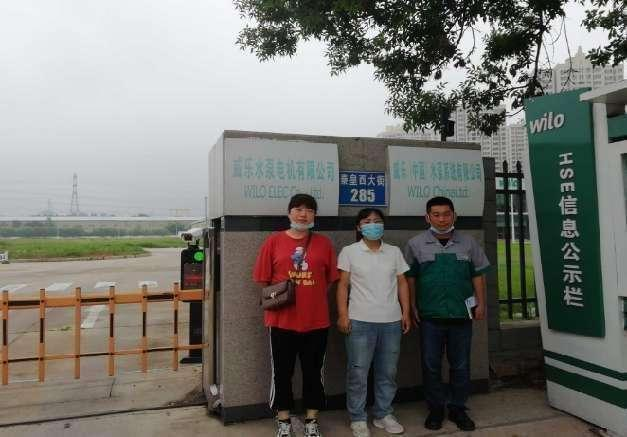 威乐水泵电机有限公司
WILO ELEC Co., Ltd.
秦皇西大街
285
威乐（中国）水泵系统有限公司
WILO China Ltd.
wilo
HSE信息公示栏